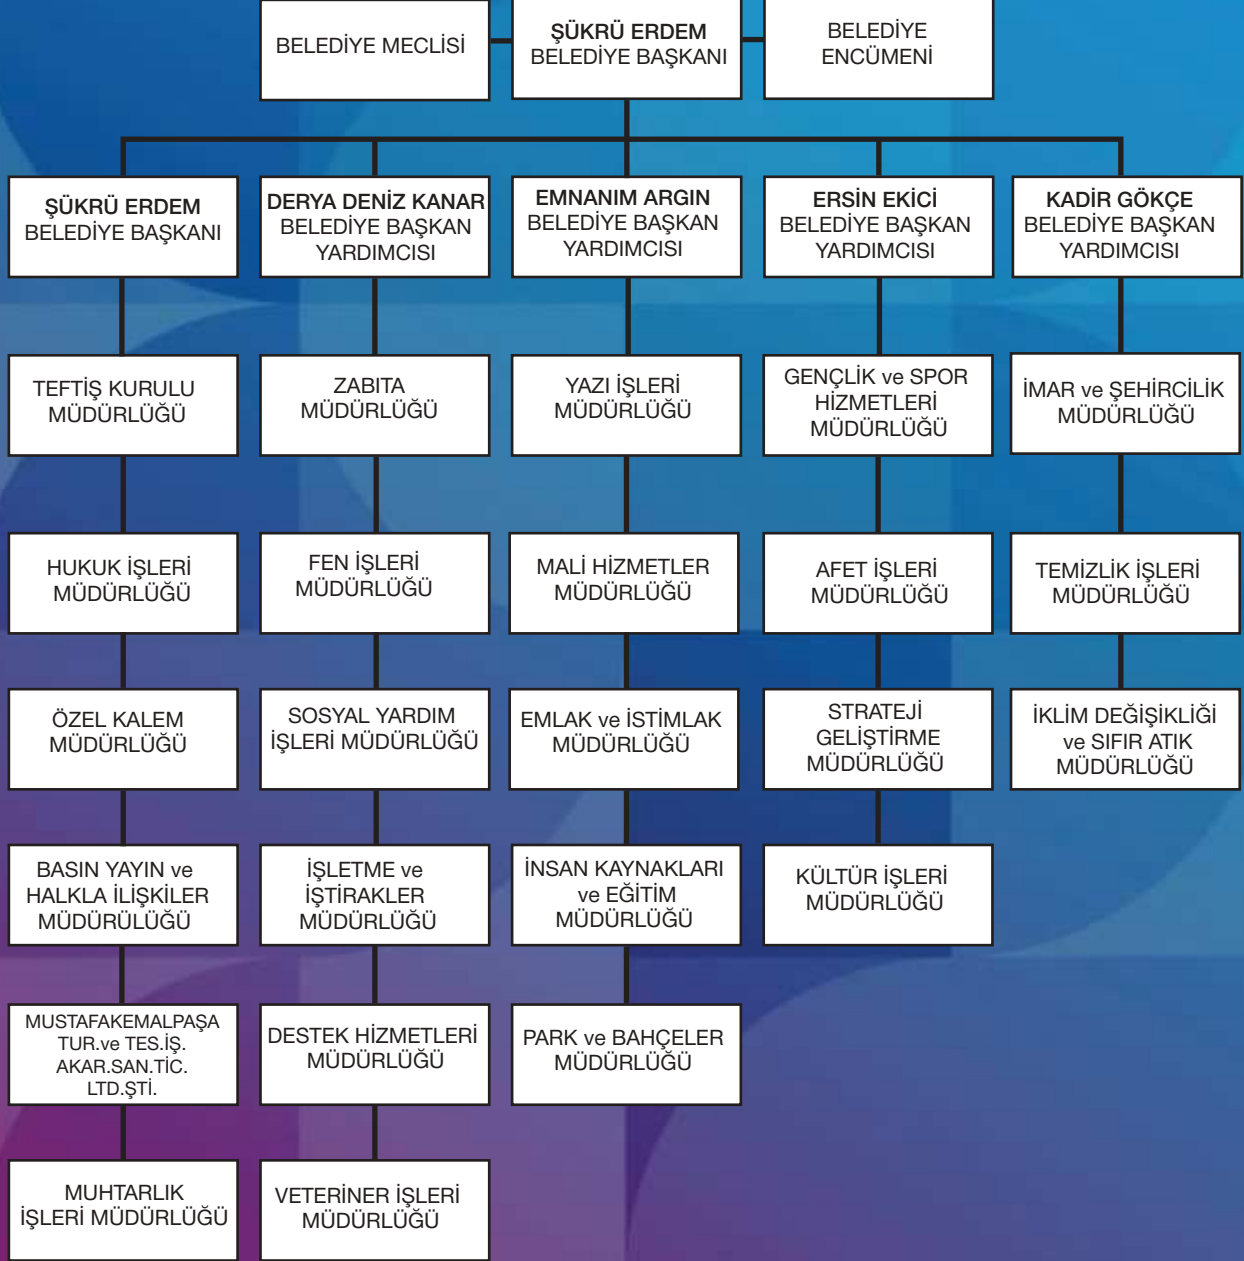 BELEDİYE MECLİSİ
ŞÜKRÜ ERDEM
BELEDİYE BAŞKANI
BELEDİYE
ENCÜMENİ
ŞÜKRÜ ERDEM
BELEDİYE BAŞKANI
DERYA DENİZ KANAR
BELEDİYE BAŞKAN
YARDIMCISI
EMNANIM ARGIN
BELEDİYE BAŞKAN
YARDIMCISI
ERSİN EKİCİ
BELEDİYE BAŞKAN
YARDIMCISI
KADİR GÖKÇE
BELEDİYE BAŞKAN
YARDIMCISI
TEFTİŞ KURULU
MÜDÜRLÜĞÜ
ZABITA
MÜDÜRLÜĞÜ
YAZI İŞLERİ
MÜDÜRLÜĞÜ
GENÇLİK ve SPOR
HİZMETLERİ
MÜDÜRLÜĞÜ
İMAR ve ŞEHİRCİLİK
MÜDÜRLÜĞÜ
HUKUK İŞLERİ
MÜDÜRLÜĞÜ
FEN İŞLERİ
MÜDÜRLÜĞÜ
MALİ HİZMETLER
MÜDÜRLÜĞÜ
AFET İŞLERİ
MÜDÜRLÜĞÜ
TEMİZLİK İŞLERİ
MÜDÜRLÜĞÜ
ÖZEL KALEM
MÜDÜRLÜĞÜ
SOSYAL YARDIM
İŞLERİ MÜDÜRLÜĞÜ
EMLAK ve İSTİMLAK
MÜDÜRLÜĞÜ
STRATEJİ
GELİŞTİRME
MÜDÜRLÜĞÜ
İKLİM DEĞİŞİKLİĞİ
ve SIFIR ATIK
MÜDÜRLÜĞÜ
BASIN YAYIN ve
HALKLA İLİŞKİLER
MÜDÜRÜLÜĞÜ
İŞLETME ve
İŞTİRAKLER
MÜDÜRLÜĞÜ
İNSAN KAYNAKLARI
ve EĞİTİM
MÜDÜRLÜĞÜ
KÜLTÜR İŞLERİ
MÜDÜRLÜĞÜ
MUSTAFAKEMALPAŞA
TUR.ve TES.İŞ.
AKAR.SAN.TİC.
LTD.ŞTİ.
DESTEK HİZMETLERİ
MÜDÜRLÜĞÜ
PARK ve BAHÇELER
MÜDÜRLÜĞÜ
MUHTARLIK
İŞLERİ MÜDÜRLÜĞÜ
VETERİNER İŞLERİ
MÜDÜRLÜĞÜ